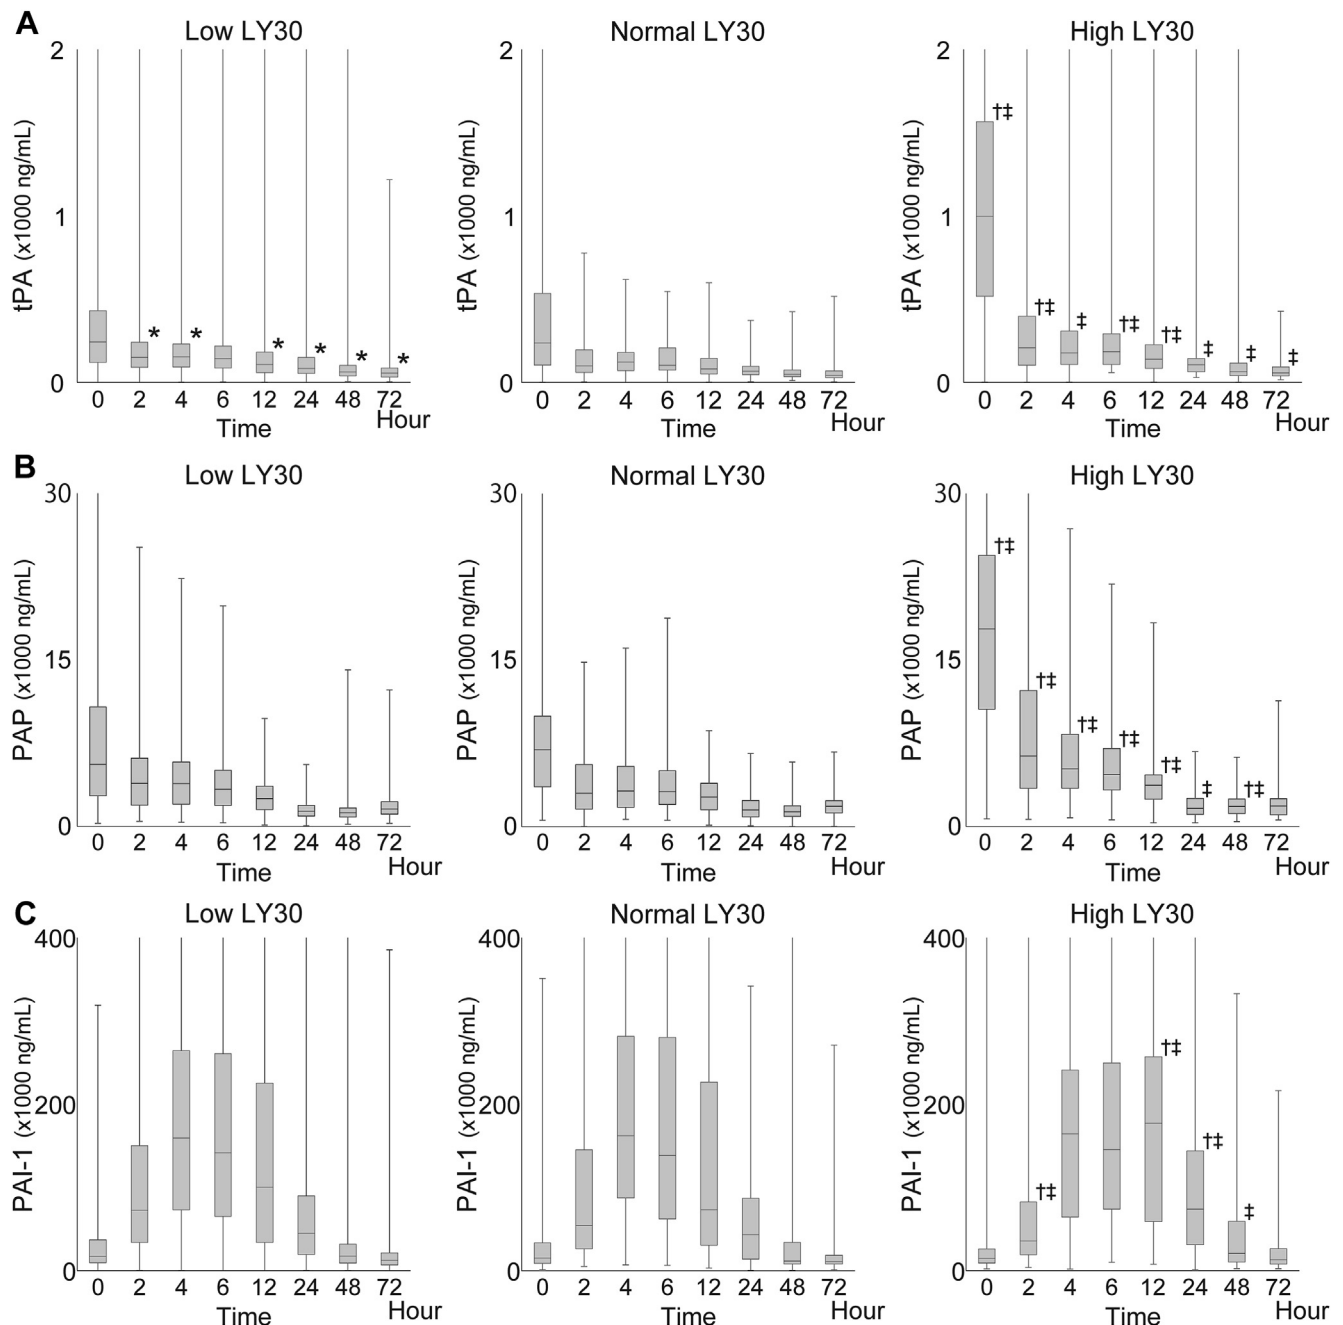 A
Low LY30
Normal LY30
High LY30
tPA (x1000 ng/mL)
2
1
0
* * * * * *
0 2 4 6 12 24 48 72
Time
Hour
tPA (x1000 ng/mL)
2
1
0
0 2 4 6 12 24 48 72
Time
Hour
tPA (x1000 ng/mL)
2
1
0
†‡ †‡ ‡ †‡ †‡ ‡ ‡ ‡
0 2 4 6 12 24 48 72
Time
Hour
B
Low LY30
Normal LY30
High LY30
PAP (x1000 ng/mL)
30
15
0
0 2 4 6 12 24 48 72
Time
Hour
PAP (x1000 ng/mL)
30
15
0
0 2 4 6 12 24 48 72
Time
Hour
PAP (x1000 ng/mL)
30
15
0
†‡ †‡ †‡ †‡ †‡ ‡ †‡
0 2 4 6 12 24 48 72
Time
Hour
C
Low LY30
Normal LY30
High LY30
PAI-1 (x1000 ng/mL)
400
200
0
0 2 4 6 12 24 48 72
Time
Hour
PAI-1 (x1000 ng/mL)
400
200
0
0 2 4 6 12 24 48 72
Time
Hour
PAI-1 (x1000 ng/mL)
400
200
0
†‡ †‡ †‡ ‡
0 2 4 6 12 24 48 72
Time
Hour